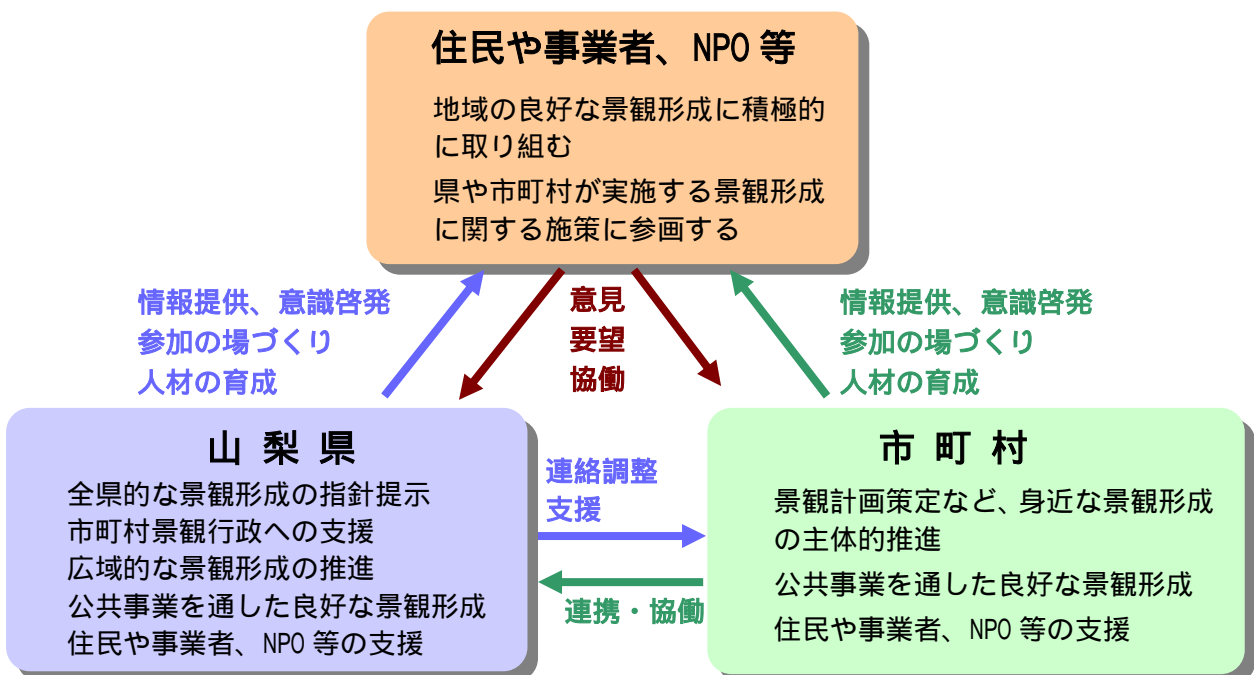 住民や事業者、NPO 等
地域の良好な景観形成に積極的
に取り組む
県や市町村が実施する景観形成
に関する施策に参画する
情報提供、意識啓発
参加の場づくり
人材の育成
意見
要望
協働
情報提供、意識啓発
参加の場づくり
人材の育成
山 梨 県
全県的な景観形成の指針提示
市町村景観行政への支援
広域的な景観形成の推進
公共事業を通した良好な景観形成
住民や事業者、NPO 等の支援
連絡調整
支援
連携・協働
市 町 村
景観計画策定など、身近な景観形成
の主体的推進
公共事業を通した良好な景観形成
住民や事業者、NPO 等の支援